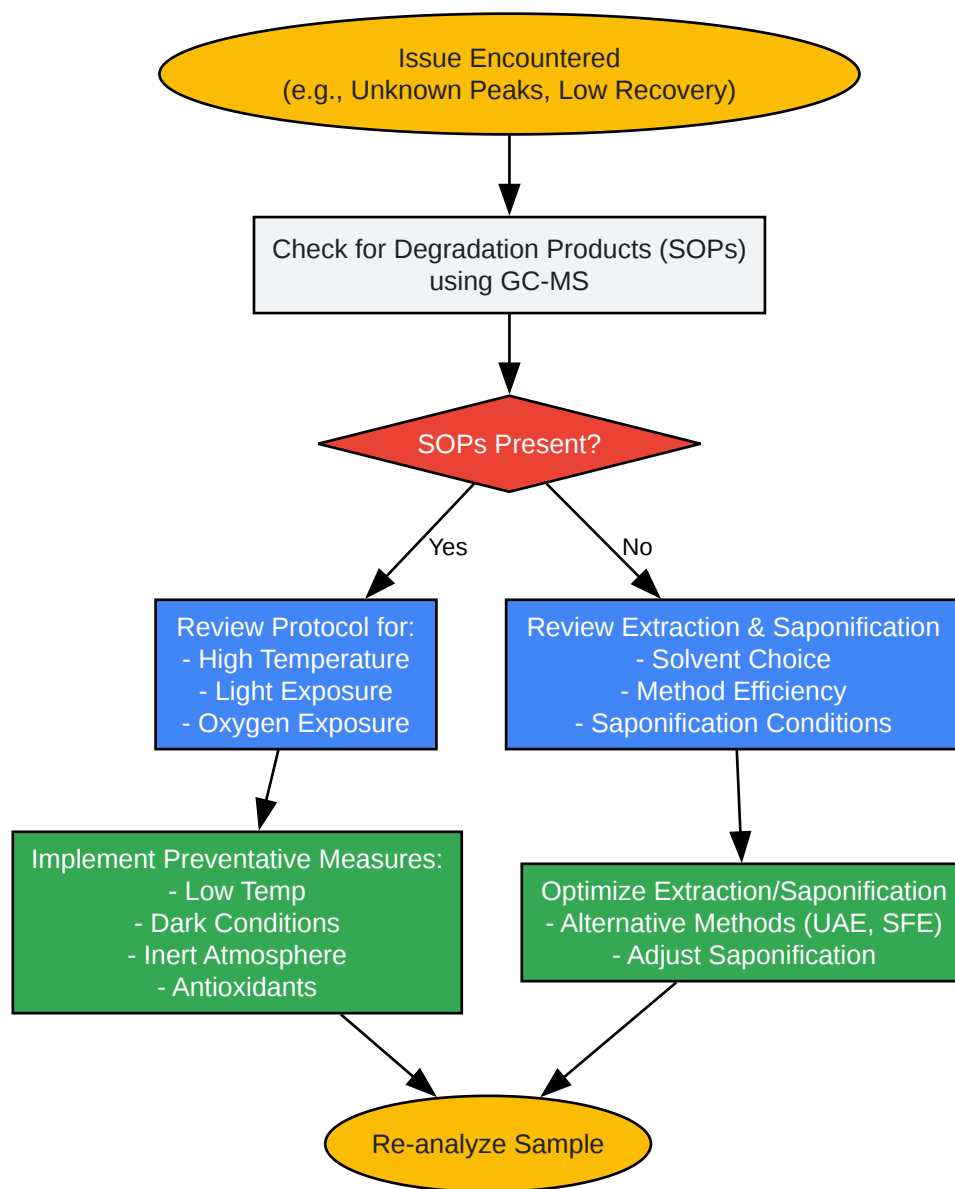 Issue Encountered
(e.g., Unknown Peaks, Low Recovery)
Check for Degradation Products (SOPs)
using GC-MS
SOPs Present?
Yes
No
Review Protocol for:
- High Temperature
- Light Exposure
- Oxygen Exposure
Review Extraction & Saponification
- Solvent Choice
- Method Efficiency
- Saponification Conditions
Implement Preventative Measures:
- Low Temp
- Dark Conditions
- Inert Atmosphere
- Antioxidants
Optimize Extraction/Saponification
- Alternative Methods (UAE, SFE)
- Adjust Saponification
Re-analyze Sample